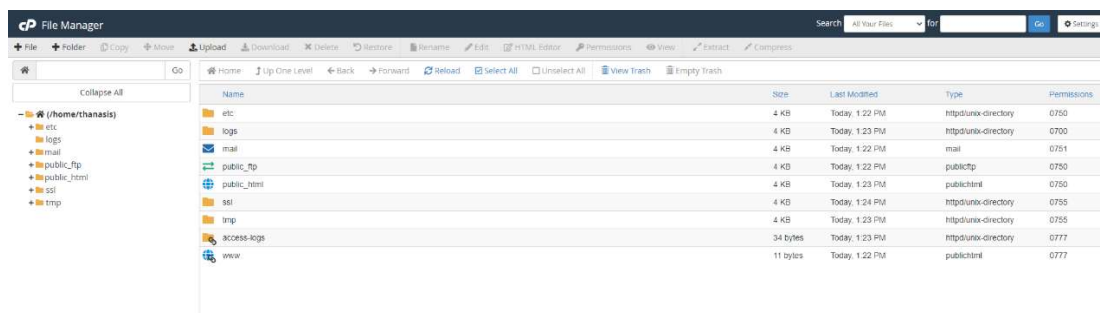 cP File Manager
Search All Your Files for Go Settings
File Folder Copy Move Upload Download Delete Restore Rename Edit HTML Editor Permissions View Extract Compress
Go Home Up One Level Back Forward Reload Select All Unselect All View Trash Empty Trash
Collapse All
(/home/thanasis)
etc
logs
mail
public_ftp
public_html
ssl
tmp
Name Size Last Modified Type Permissions
etc 4 KB Today, 1:22 PM httpd/unix-directory 0750
logs 4 KB Today, 1:23 PM httpd/unix-directory 0700
mail 4 KB Today, 1:22 PM mail 0751
public_ftp 4 KB Today, 1:22 PM publicftp 0750
public_html 4 KB Today, 1:23 PM publichtml 0750
ssl 4 KB Today, 1:24 PM httpd/unix-directory 0755
tmp 4 KB Today, 1:23 PM httpd/unix-directory 0755
access-logs 34 bytes Today, 1:23 PM httpd/unix-directory 0777
www 11 bytes Today, 1:22 PM publichtml 0777